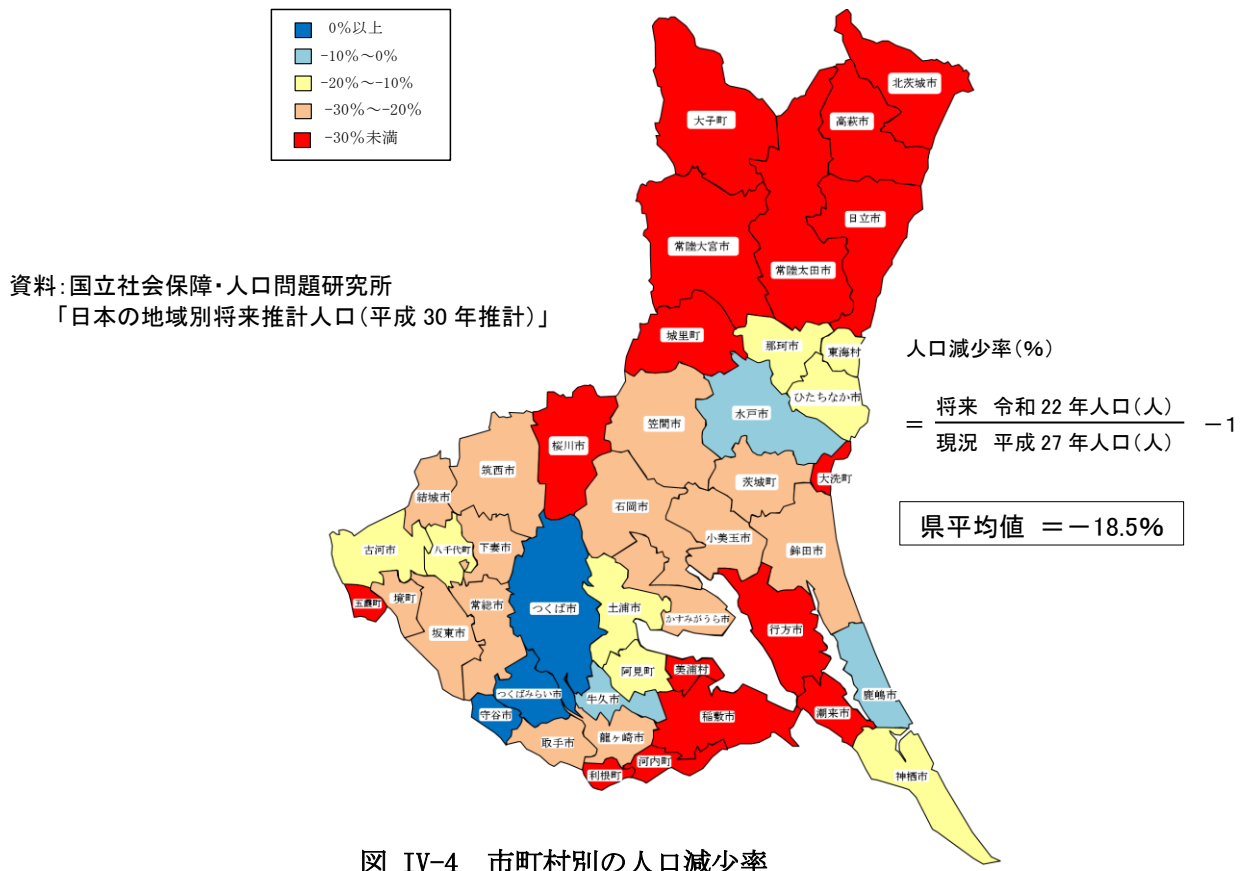 0%以上
-10%～0%
-20%～-10%
-30%～-20%
-30%未満
北茨城市
大子町
高萩市
日立市
常陸大宮市
常陸太田市
資料:国立社会保障・人口問題研究所
「日本の地域別将来推計人口(平成 30 年推計)」
城里町
那珂市
東海村
人口減少率(%)
ひたちなか市
水戸市
笠間市
= 将来 令和 22 年人口(人)
現況 平成 27 年人口(人)
-1
桜川市
筑西市
大洗町
茨城町
結城市
石岡市
小美玉市
県平均値 =-18.5%
鉾田市
古河市
八千代町
下妻市
五霞町
境町
常総市
つくば市
土浦市
かすみがうら市
坂東市
行方市
阿見町
美浦村
つくばみらい市
牛久市
鹿嶋市
守谷市
稲敷市
潮来市
取手市
龍ヶ崎市
河内町
利根町
神栖市
図 Ⅳ-4 市町村別の人口減少率